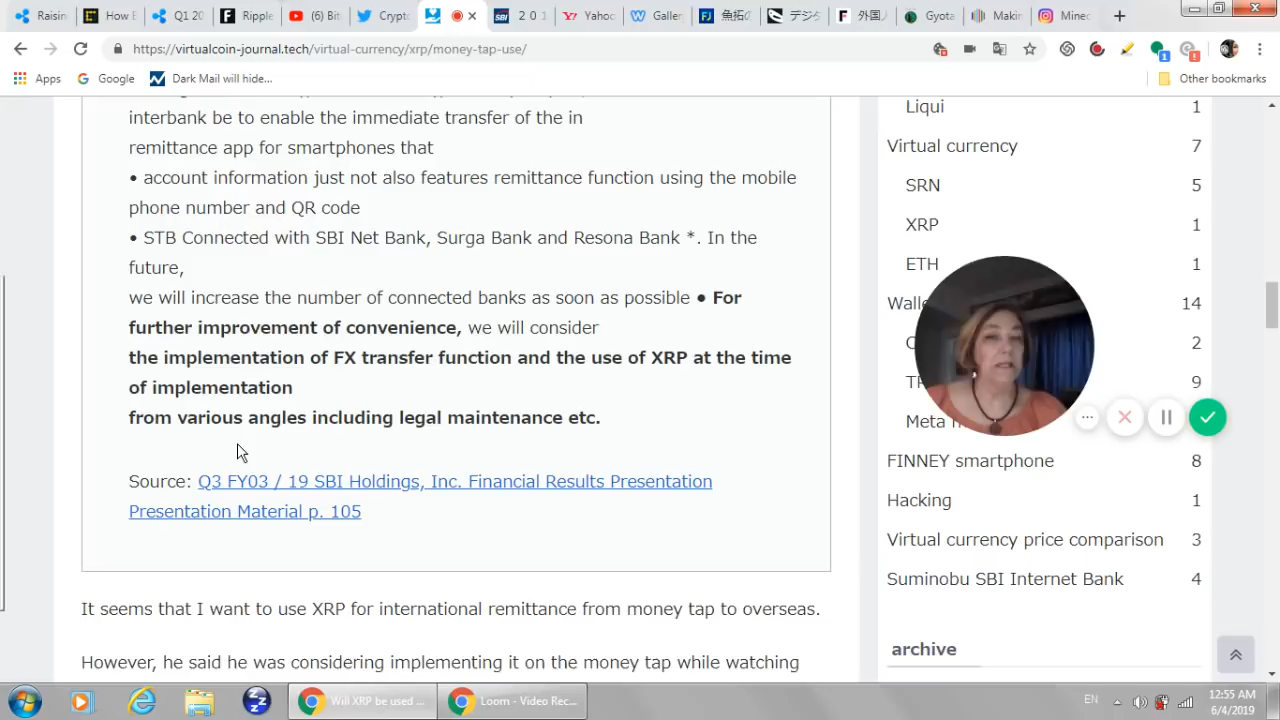 Raisin
How B
Q1 20
Ripple
(6) Bit
Crypto
2 0 1
Yahoo
Galler
魚拓の
デジタ
外国ノ
Gyota
Makin
Minec
https://virtualcoin-journal.tech/virtual-currency/xrp/money-tap-use/
Apps
Google
Dark Mail will hide...
Other bookmarks
interbank be to enable the immediate transfer of the in
remittance app for smartphones that
• account information just not also features remittance function using the mobile
phone number and QR code
• STB Connected with SBI Net Bank, Surga Bank and Resona Bank *. In the
future,
we will increase the number of connected banks as soon as possible ● For
further improvement of convenience, we will consider
the implementation of FX transfer function and the use of XRP at the time
of implementation
from various angles including legal maintenance etc.
Source: Q3 FY03 / 19 SBI Holdings, Inc. Financial Results Presentation
Presentation Material p. 105
It seems that I want to use XRP for international remittance from money tap to overseas.
However, he said he was considering implementing it on the money tap while watching
Liqui 1
Virtual currency 7
SRN 5
XRP 1
ETH 1
Walle 14
C 2
TR 9
Meta m
FINNEY smartphone 8
Hacking 1
Virtual currency price comparison 3
Suminobu SBI Internet Bank 4
archive
Will XRP be used ...
Loom - Video Rec...
EN
12:55 AM
6/4/2019